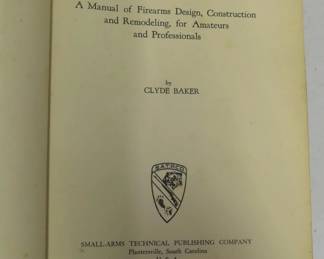 A Manual of Firearms Design, Construction
and Remodeling, for Amateurs
and Professionals
by
CLYDE BAKER
SMALL-ARMS TECHNICAL PUBLISHING COMPANY
Plantersville, South Carolina